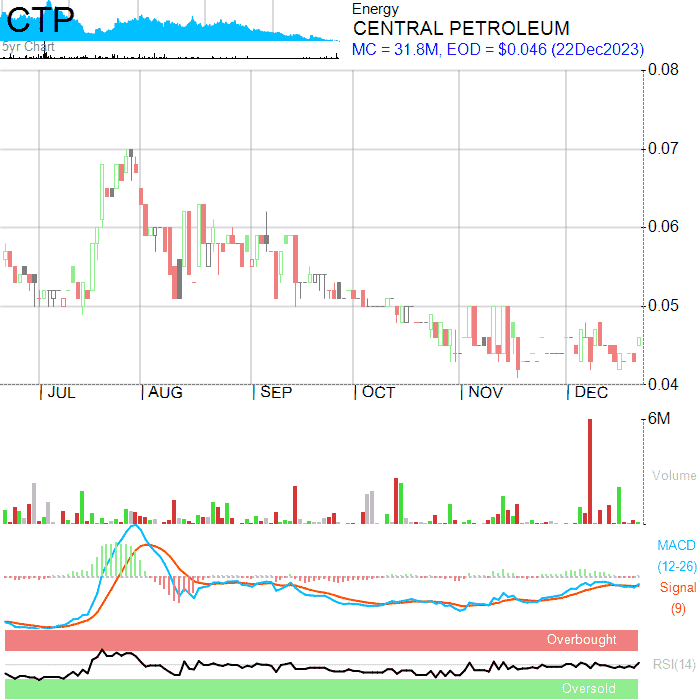 CTP
5yr Chart
Energy
CENTRAL PETROLEUM
MC = 31.8M, EOD = $0.046 (22Dec2023)
0.08
0.07
0.06
0.05
0.04
JUL AUG SEP OCT NOV DEC
6M
Volume
MACD
(12-26)
Signal
(9)
Overbought
RSI(14)
Oversold